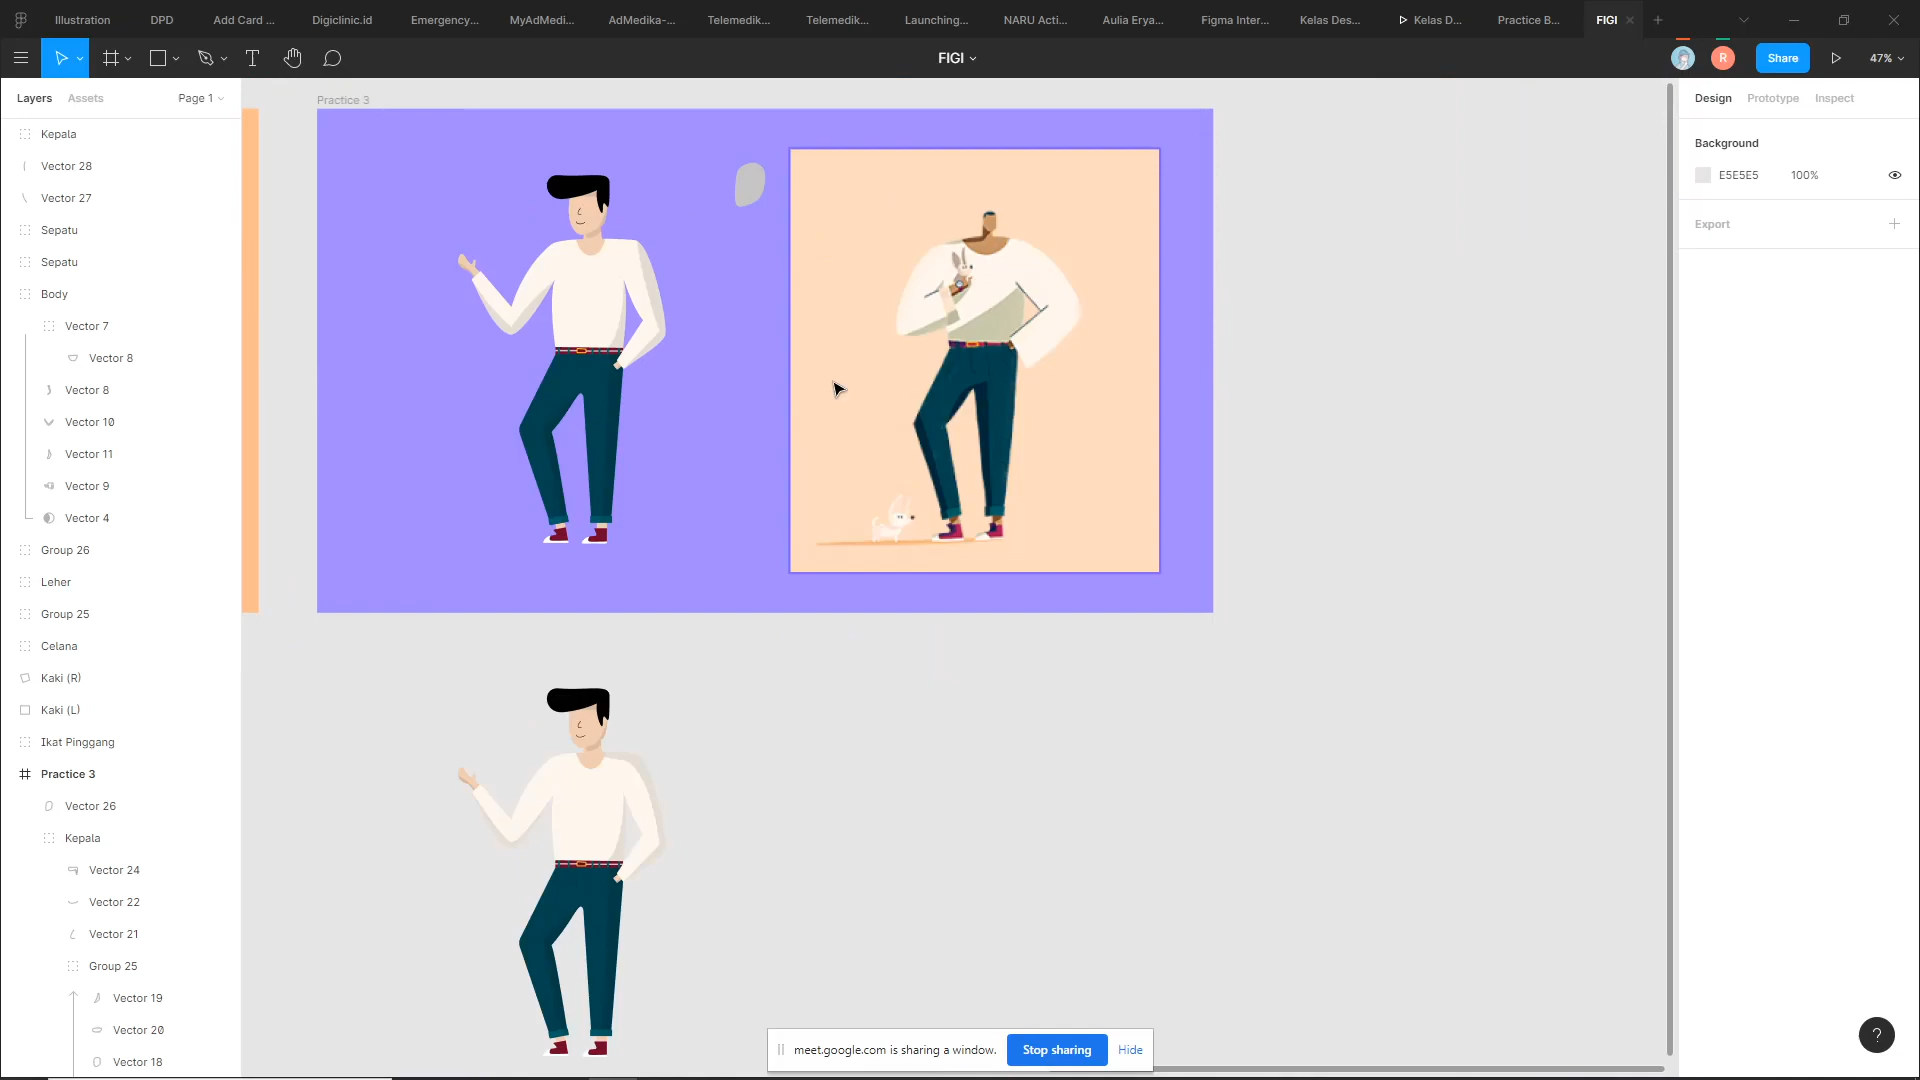 Illustration DPD Add Card ... Digiclinic.id Emergency... MyAdMedi... AdMedika-... Telemedik... Telemedik... Launching... NARU Acti... Aulia Erya... Figma Inter... Kelas Des... Kelas D... Practice B... FIGI
FIGI R Share 47%
Layers Assets Page 1
Practice 3
Design Prototype Inspect
Kepala
Background
Vector 28
E5E5E5 100%
Vector 27
Export
Sepatu
Sepatu
Body
Vector 7
Vector 8
Vector 8
Vector 10
Vector 11
Vector 9
Vector 4
Group 26
Leher
Group 25
Celana
Kaki (R)
Kaki (L)
Ikat Pinggang
Practice 3
Vector 26
Kepala
Vector 24
Vector 22
Vector 21
Group 25
Vector 19
Vector 20
Vector 18
meet.google.com is sharing a window. Stop sharing Hide
?